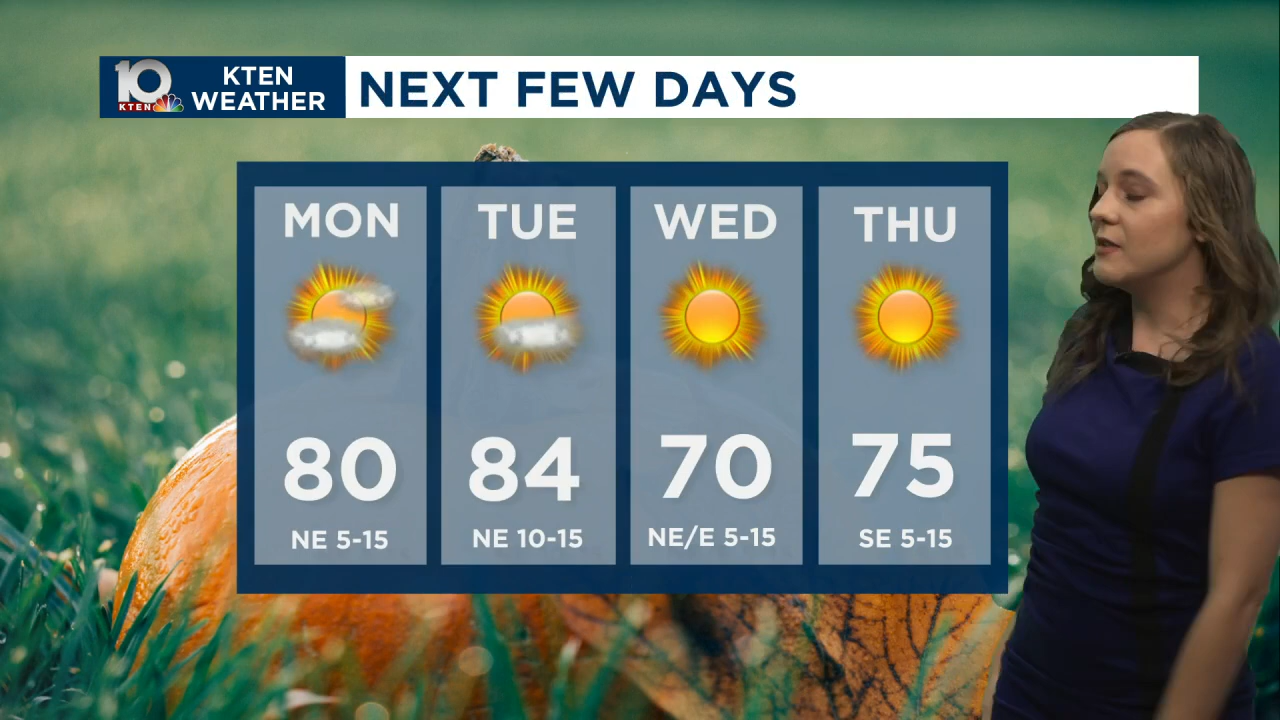 10
KTEN
KTEN
WEATHER
NEXT FEW DAYS
MON
TUE
WED
THU
80
84
70
75
NE 5-15
NE 10-15
NE/E 5-15
SE 5-15